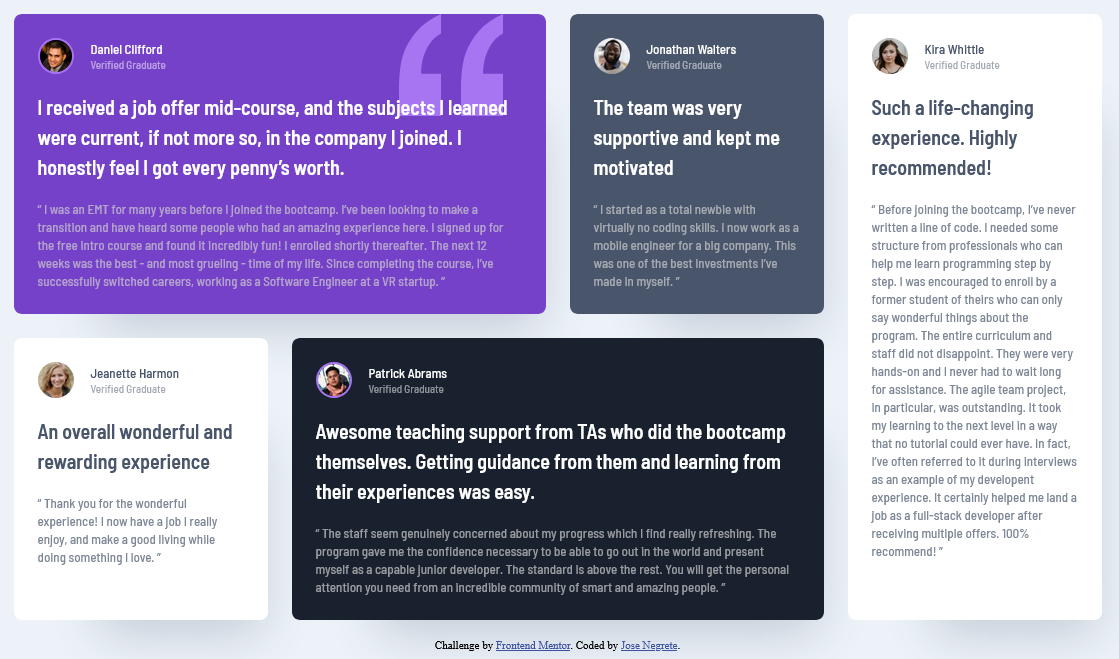 Daniel Clifford
Verified Graduate
I received a job offer mid-course, and the subjects I learned
were current, if not more so, in the company I joined. I
honestly feel I got every penny’s worth.
“ I was an EMT for many years before I joined the bootcamp. I’ve been looking to make a
transition and have heard some people who had an amazing experience here. I signed up for
the free intro course and found it incredibly fun! I enrolled shortly thereafter. The next 12
weeks was the best - and most grueling - time of my life. Since completing the course, I’ve
successfully switched careers, working as a Software Engineer at a VR startup. ”
Jonathan Walters
Verified Graduate
The team was very
supportive and kept me
motivated
“ I started as a total newbie with
virtually no coding skills. I now work as a
mobile engineer for a big company. This
was one of the best investments I’ve
made in myself. ”
Kira Whittle
Verified Graduate
Such a life-changing
experience. Highly
recommended!
“ Before joining the bootcamp, I’ve never
written a line of code. I needed some
structure from professionals who can
help me learn programming step by
step. I was encouraged to enroll by a
former student of theirs who can only
say wonderful things about the
program. The entire curriculum and
staff did not disappoint. They were very
hands-on and I never had to wait long
for assistance. The agile team project,
in particular, was outstanding. It took
my learning to the next level in a way
that no tutorial could ever have. In fact,
I’ve often referred to it during interviews
as an example of my developent
experience. It certainly helped me land a
job as a full-stack developer after
receiving multiple offers. 100%
recommend! ”
Jeanette Harmon
Verified Graduate
An overall wonderful and
rewarding experience
“ Thank you for the wonderful
experience! I now have a job I really
enjoy, and make a good living while
doing something I love. ”
Patrick Abrams
Verified Graduate
Awesome teaching support from TAs who did the bootcamp
themselves. Getting guidance from them and learning from
their experiences was easy.
“ The staff seem genuinely concerned about my progress which I find really refreshing. The
program gave me the confidence necessary to be able to go out in the world and present
myself as a capable junior developer. The standard is above the rest. You will get the personal
attention you need from an incredible community of smart and amazing people. ”
Challenge by Frontend Mentor. Coded by Jose Negrete.